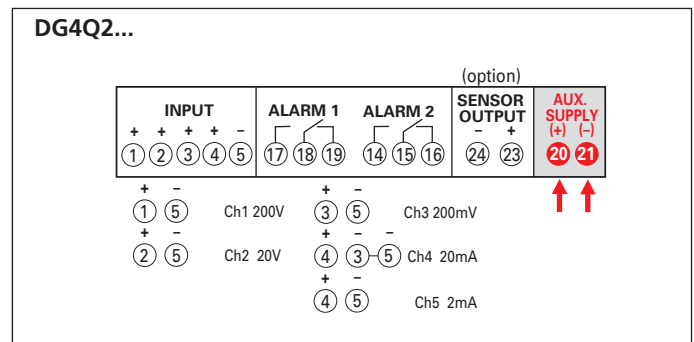 DG4Q2...
(option)
INPUT ALARM 1 ALARM 2 SENSOR OUTPUT AUX. SUPPLY
+ + + + – – + (+) (–)
1 2 3 4 5 17 18 19 14 15 16 24 23 20 21
+ – + –
1 5 Ch1 200V 3 5 Ch3 200mV
+ – + – –
2 5 Ch2 20V 4 3 5 Ch4 20mA
+ –
4 5 Ch5 2mA